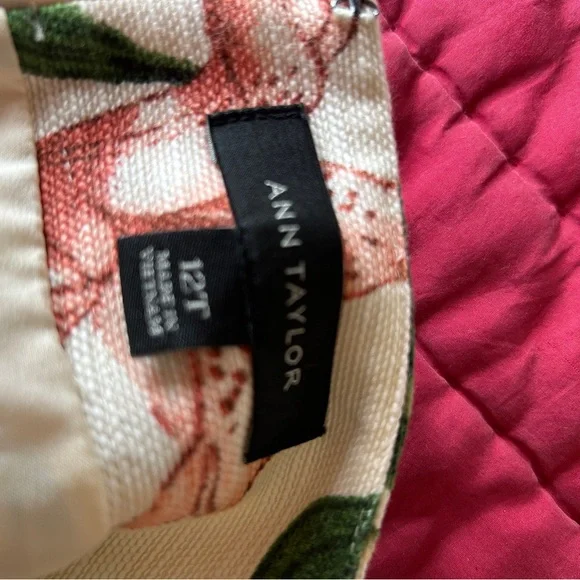 ANN TAYLOR
12T
MADE IN
VIETNAM